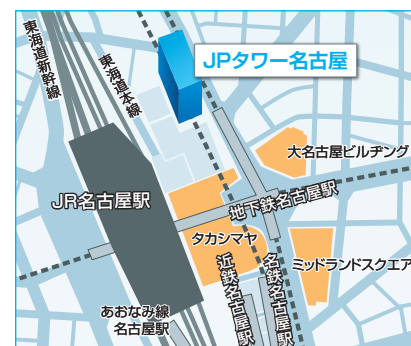 東海道新幹線
東海道本線
JPタワー名古屋
大名古屋ビルヂング
JR名古屋駅
地下鉄名古屋駅
タカシマヤ
ミッドランドスクエア
近鉄名古屋駅
名鉄名古屋駅
あおなみ線
名古屋駅